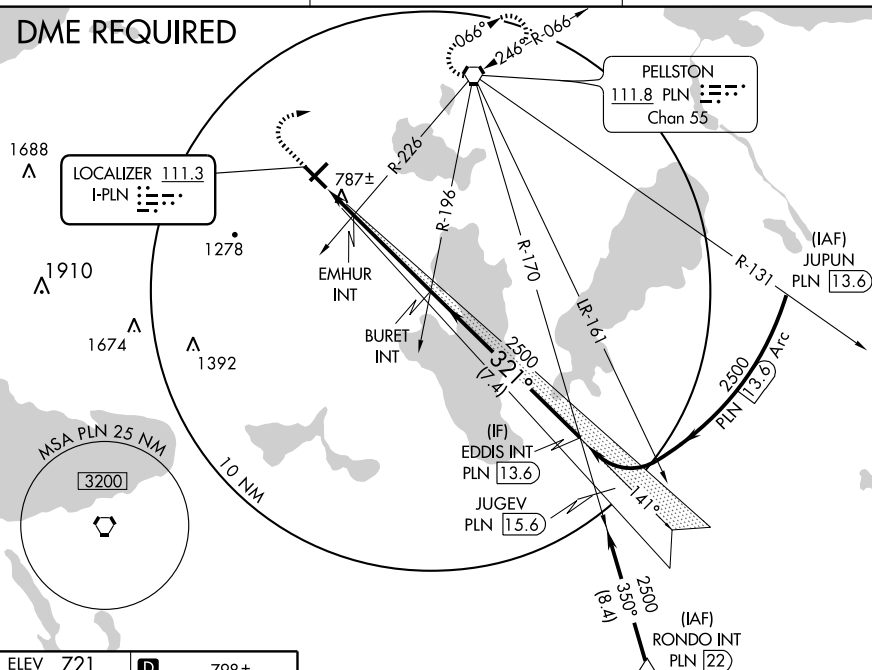 DME REQUIRED
066°
246°
R-066
PELLSTON
111.8 PLN
Chan 55
1688
LOCALIZER 111.3
I-PLN
787±
R-226
R-196
R-170
LR-161
R-131
(IAF)
JUPUN
PLN 13.6
1278
1910
EMHUR
INT
BURET
INT
1674
1392
2500
321°
(7.4)
2500
PLN 13.6 Arc
(IF)
EDDIS INT
PLN 13.6
JUGEV
PLN 15.6
141°
MSA PLN 25 NM
3200
10 NM
2500
350°
(8.4)
(IAF)
RONDO INT
PLN 22
ELEV 721
D
798±